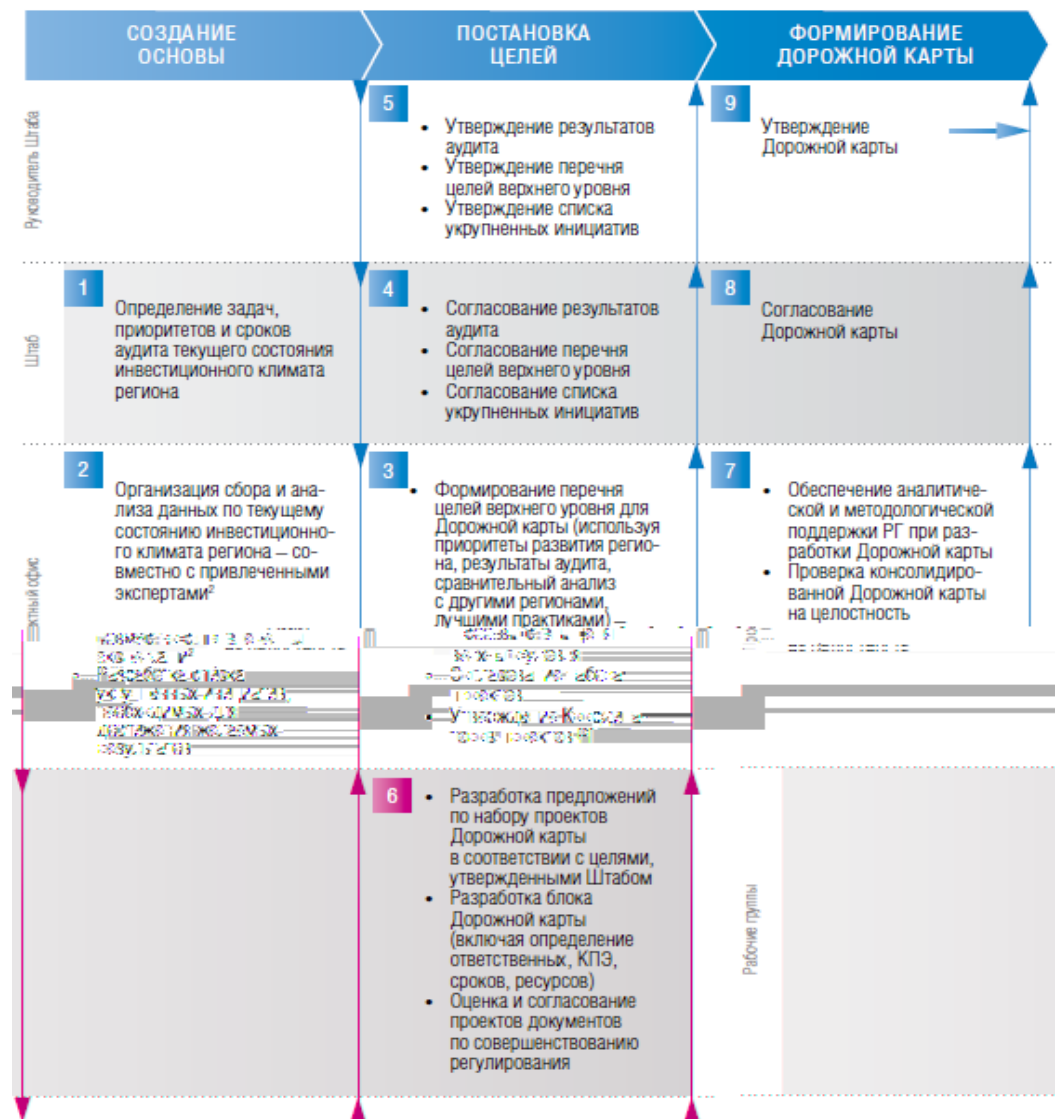 СОЗДАНИЕ
ОСНОВЫ
ПОСТАНОВКА
ЦЕЛЕЙ
ФОРМИРОВАНИЕ
ДОРОЖНОЙ КАРТЫ
Руководитель Штаба
5
• Утверждение результатов
аудита
• Утверждение перечня
целей верхнего уровня
• Утверждение списка
укрупненных инициатив
9
Утверждение
Дорожной карты
Штаб
1
Определение задач,
приоритетов и сроков
аудита текущего состояния
инвестиционного климата
региона
4
• Согласование результатов
аудита
• Согласование перечня
целей верхнего уровня
• Согласование списка
укрупненных инициатив
8
Согласование
Дорожной карты
офис
2
Организация сбора и ана-
лиза данных по текущему
состоянию инвестиционно-
го климата региона – со-
вместно с привлеченными
экспертами²
3
• Формирование перечня
целей верхнего уровня для
Дорожной карты (используя
приоритеты развития регио-
на, результаты аудита,
сравнительный анализ
с другими регионами,
лучшими практиками) –
7
• Обеспечение аналитиче-
ской и методологической
поддержки РГ при раз-
работки Дорожной карты
• Проверка консолидиро-
ванной Дорожной карты
на целостность
6
• Разработка предложений
по набору проектов
Дорожной карты
в соответствии с целями,
утвержденными Штабом
• Разработка блока
Дорожной карты
(включая определение
ответственных, КПЭ,
сроков, ресурсов)
• Оценка и согласование
проектов документов
по совершенствованию
регулирования
Рабочие группы